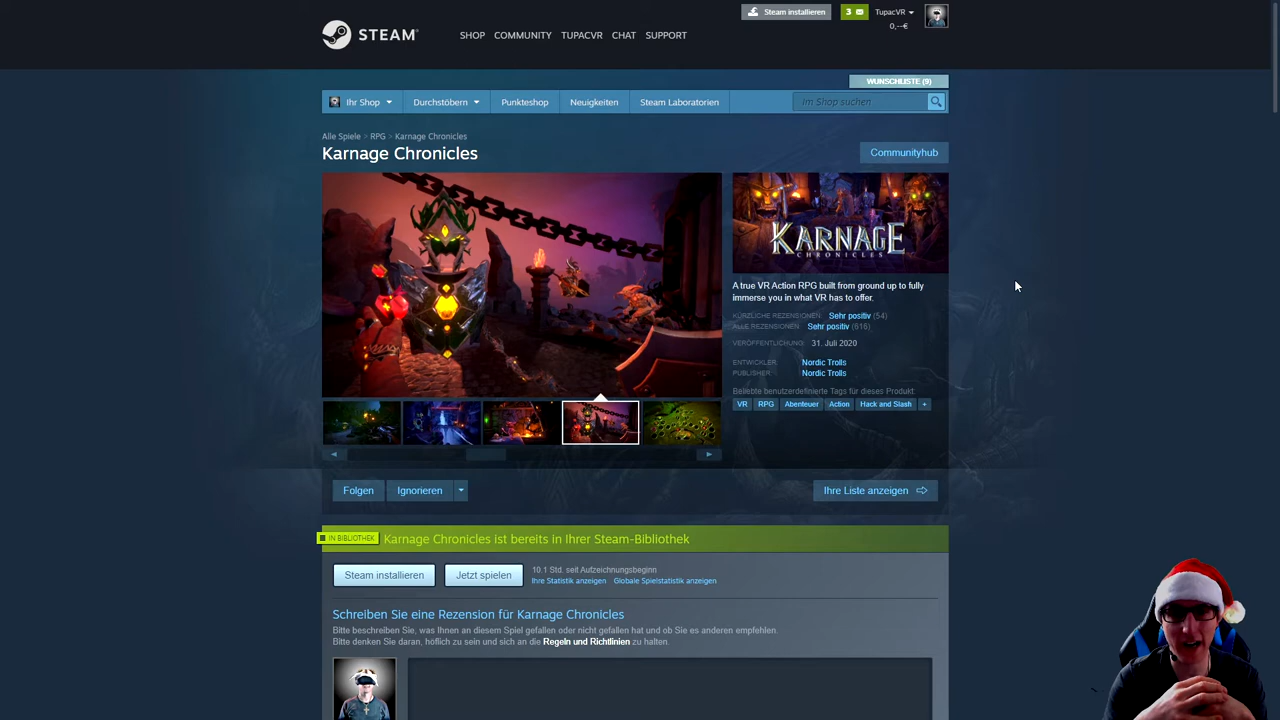 Steam installieren
3
TupacVR
0,--€
STEAM
SHOP COMMUNITY TUPACVR CHAT SUPPORT
WUNSCHLISTE (9)
Ihr Shop Durchstöbern Punkteshop Neuigkeiten Steam Laboratorien Im Shop suchen
Alle Spiele > RPG > Karnage Chronicles
Karnage Chronicles
Communityhub
KARNAGE
CHRONICLES
A true VR Action RPG built from ground up to fully
immerse you in what VR has to offer.
KÜRZLICHE REZENSIONEN: Sehr positiv (54)
ALLE REZENSIONEN: Sehr positiv (616)
VERÖFFENTLICHUNG: 31. Juli 2020
ENTWICKLER: Nordic Trolls
PUBLISHER: Nordic Trolls
Beliebte benutzerdefinierte Tags für dieses Produkt:
VR RPG Abenteuer Action Hack and Slash +
Folgen Ignorieren Ihre Liste anzeigen
IN BIBLIOTHEK Karnage Chronicles ist bereits in Ihrer Steam-Bibliothek
Steam installieren Jetzt spielen
10.1 Std. seit Aufzeichnungsbeginn
Ihre Statistik anzeigen Globale Spielstatistik anzeigen
Schreiben Sie eine Rezension für Karnage Chronicles
Bitte beschreiben Sie, was Ihnen an diesem Spiel gefallen oder nicht gefallen hat und ob Sie es anderen empfehlen.
Bitte denken Sie daran, höflich zu sein und sich an die Regeln und Richtlinien zu halten.